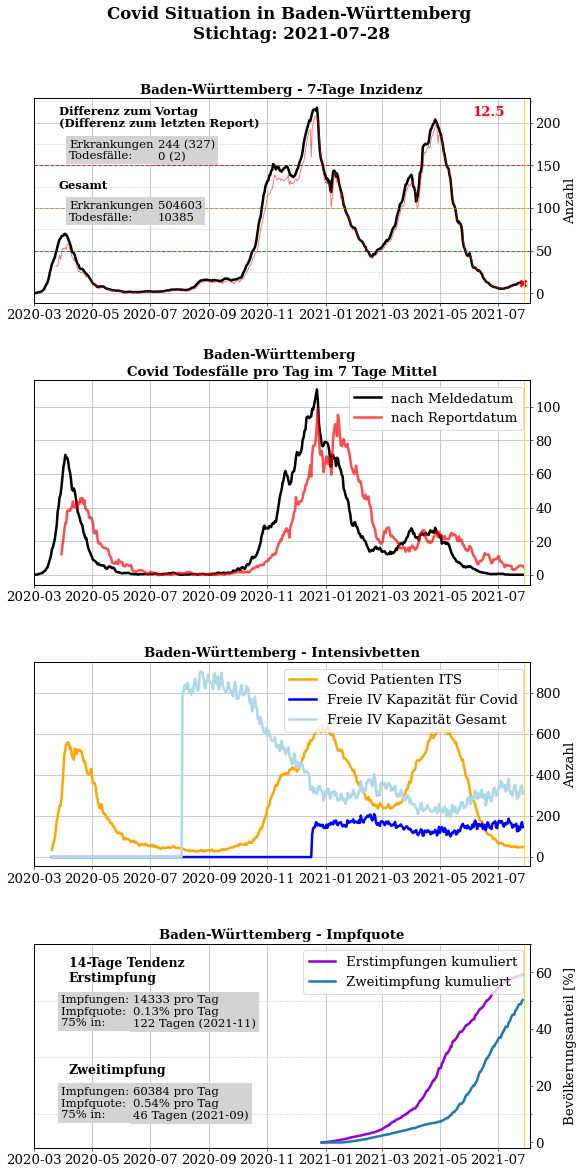 Covid Situation in Baden-Württemberg
Stichtag: 2021-07-28
Baden-Württemberg - 7-Tage Inzidenz
Differenz zum Vortag
(Differenz zum letzten Report)
Erkrankungen 244 (327)
Todesfälle: 0 (2)
Gesamt
Erkrankungen 504603
Todesfälle: 10385
12.5
200
150
100
50
0
Anzahl
2020-03 2020-05 2020-07 2020-09 2020-11 2021-01 2021-03 2021-05 2021-07
Baden-Württemberg
Covid Todesfälle pro Tag im 7 Tage Mittel
nach Meldedatum
nach Reportdatum
100
80
60
40
20
0
2020-03 2020-05 2020-07 2020-09 2020-11 2021-01 2021-03 2021-05 2021-07
Baden-Württemberg - Intensivbetten
Covid Patienten ITS
Freie IV Kapazität für Covid
Freie IV Kapazität Gesamt
800
600
400
200
0
Anzahl
2020-03 2020-05 2020-07 2020-09 2020-11 2021-01 2021-03 2021-05 2021-07
Baden-Württemberg - Impfquote
14-Tage Tendenz
Erstimpfung
Impfungen: 14333 pro Tag
Impfquote: 0.13% pro Tag
75% in: 122 Tagen (2021-11)
Zweitimpfung
Impfungen: 60384 pro Tag
Impfquote: 0.54% pro Tag
75% in: 46 Tagen (2021-09)
Erstimpfungen kumuliert
Zweitimpfung kumuliert
60
40
20
0
Bevölkerungsanteil [%]
2020-03 2020-05 2020-07 2020-09 2020-11 2021-01 2021-03 2021-05 2021-07